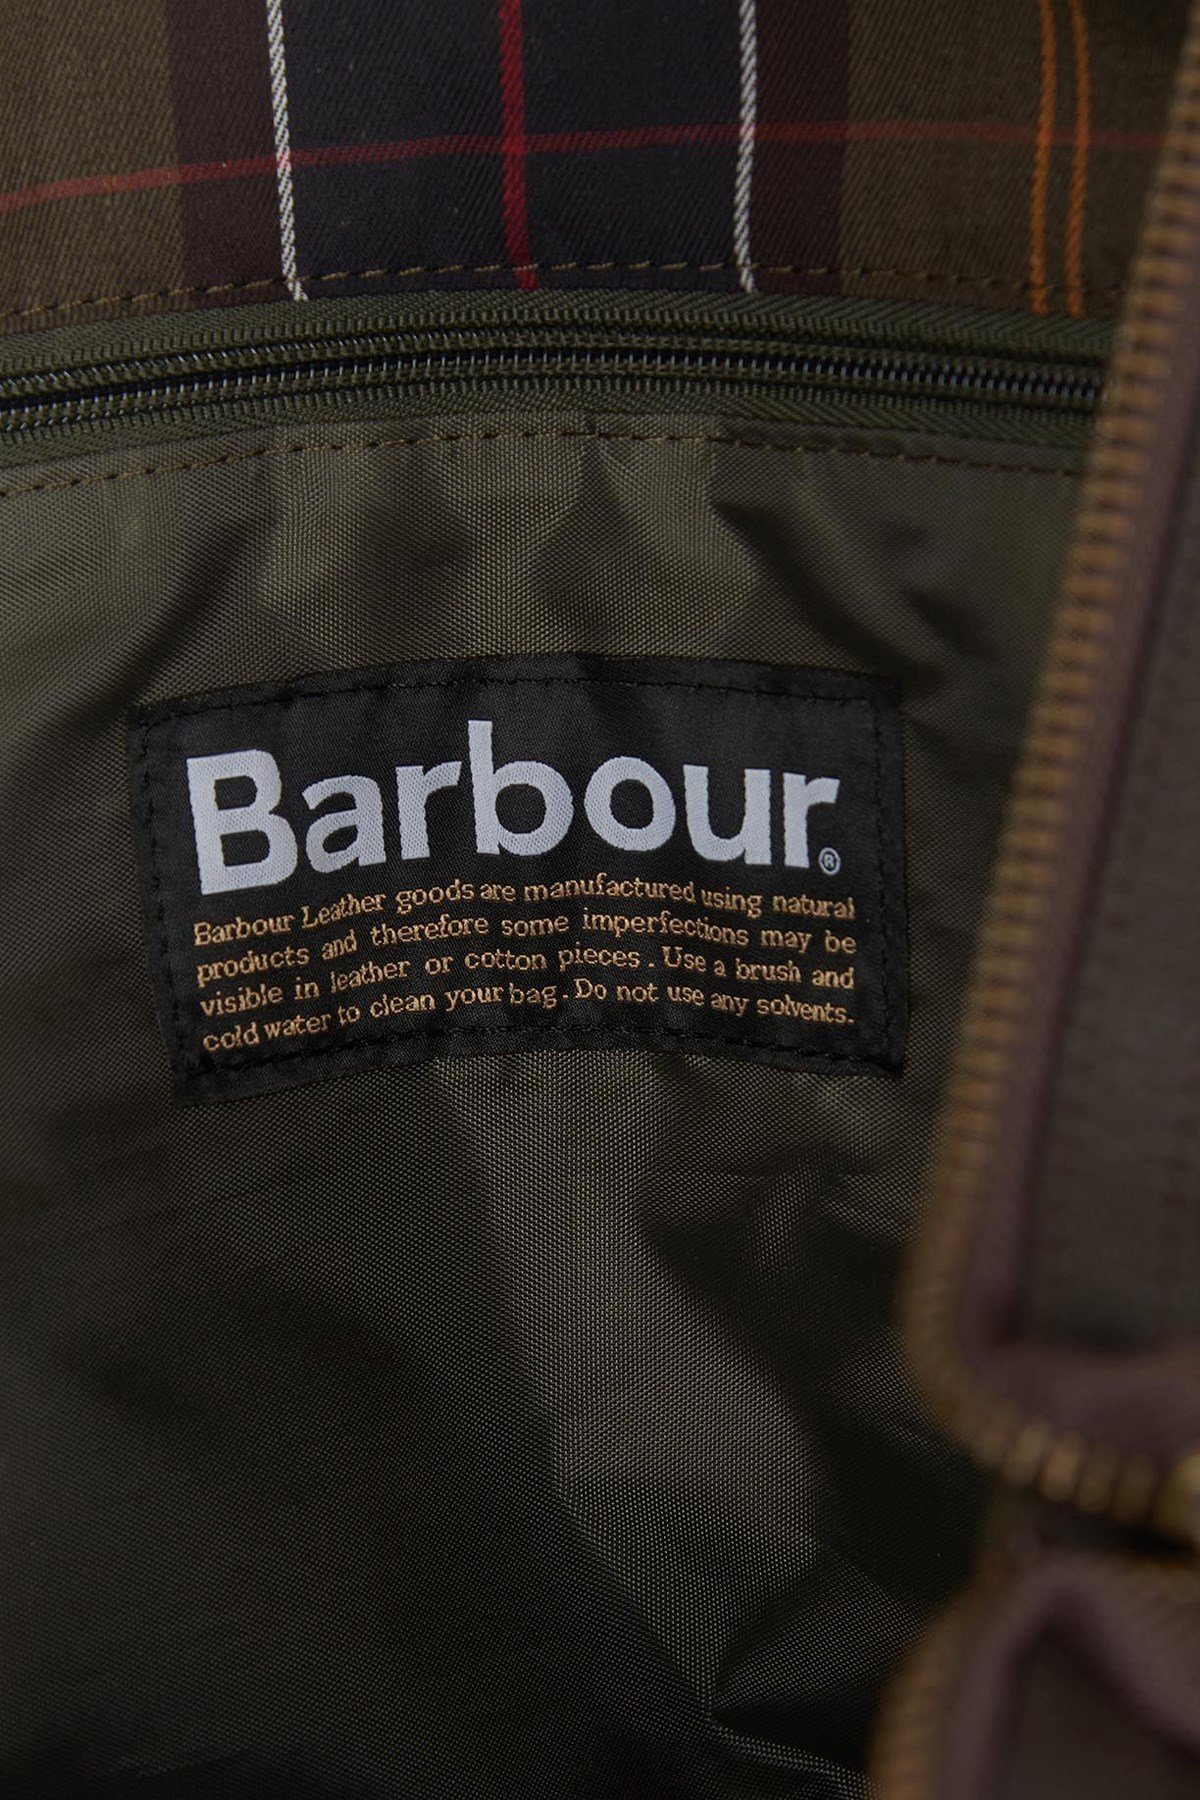 Barbour®
Barbour Leather goods are manufactured using natural
products and therefore some imperfections may be
visible in leather or cotton pieces. Use a brush and
cold water to clean your bag. Do not use any solvents.